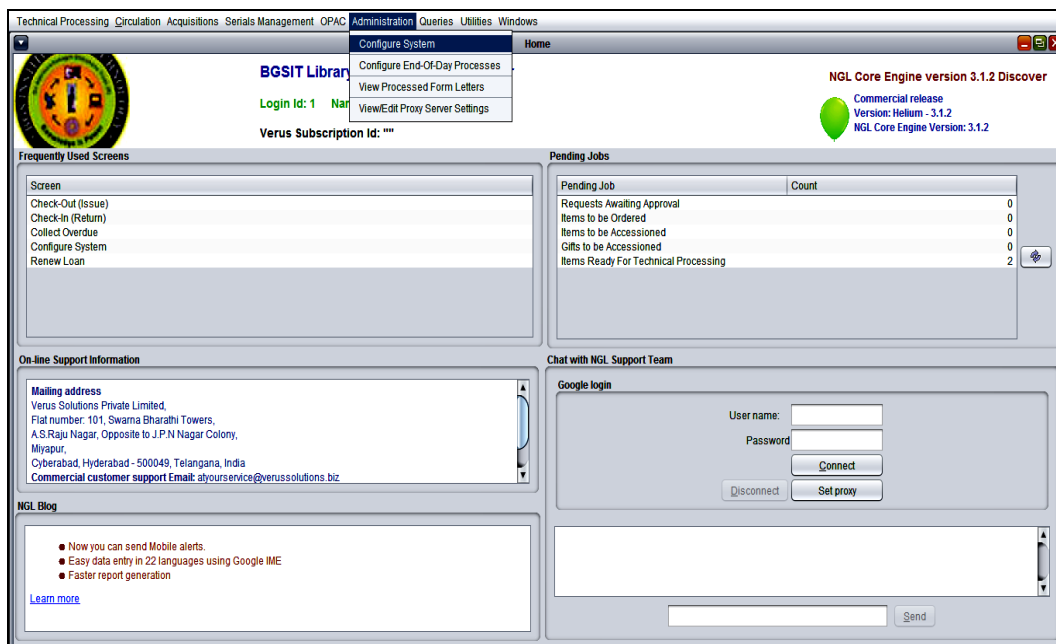 Technical Processing Circulation Acquisitions Serials Management OPAC Administration Queries Utilities Windows
Home
Configure System
Configure End-Of-Day Processes
View Processed Form Letters
View/Edit Proxy Server Settings
BGSIT Library
Login Id: 1
Verus Subscription Id: ""
NGL Core Engine version 3.1.2 Discover
Commercial release
Version: Helium - 3.1.2
NGL Core Engine Version: 3.1.2
Frequently Used Screens
Screen
Check-Out (Issue)
Check-In (Return)
Collect Overdue
Configure System
Renew Loan
Pending Jobs
Pending Job Count
Requests Awaiting Approval 0
Items to be Ordered 0
Items to be Accessioned 0
Gifts to be Accessioned 0
Items Ready For Technical Processing 2
On-line Support Information
Mailing address
Verus Solutions Private Limited,
Flat number: 101, Swarna Bharathi Towers,
A.S.Raju Nagar, Opposite to J.P.N Nagar Colony,
Miyapur,
Cyberabad, Hyderabad - 500049, Telangana, India
Commercial customer support Email: atyourservice@verussolutions.biz
Chat with NGL Support Team
Google login
User name:
Password
Connect
Disconnect Set proxy
NGL Blog
Now you can send Mobile alerts.
Easy data entry in 22 languages using Google IME
Faster report generation
Learn more
Send